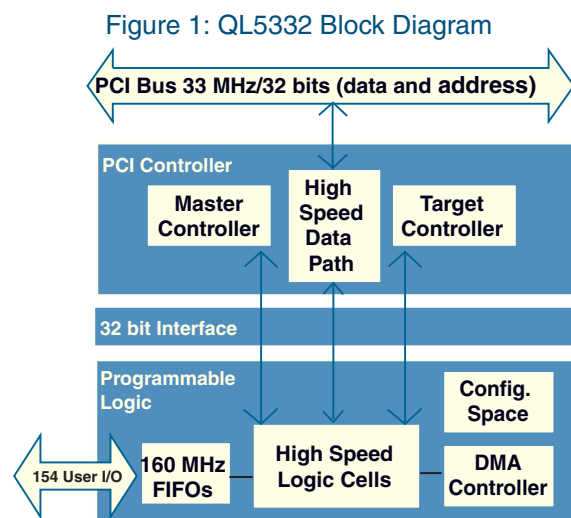 Figure 1: QL5332 Block Diagram
PCI Bus 33 MHz/32 bits (data and address)
PCI Controller
Master
Controller
High
Speed
Data
Path
Target
Controller
32 bit Interface
Programmable
Logic
Config.
Space
154 User I/O
160 MHz
FIFOs
High Speed
Logic Cells
DMA
Controller